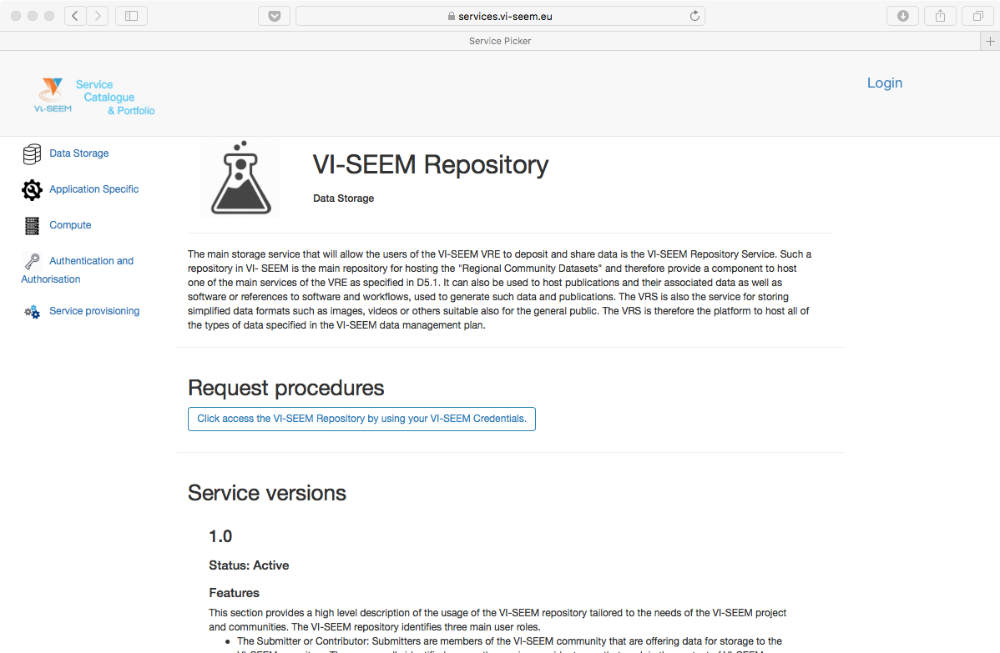 services.vi-seem.eu
Service Picker
Service
Catalogue
& Portfolio
Vi-SEEM
Login
Data Storage
Application Specific
Compute
Authentication and
Authorisation
Service provisioning
VI-SEEM Repository
Data Storage
The main storage service that will allow the users of the VI-SEEM VRE to deposit and share data is the VI-SEEM Repository Service. Such a
repository in VI- SEEM is the main repository for hosting the "Regional Community Datasets" and therefore provide a component to host
one of the main services of the VRE as specified in D5.1. It can also be used to host publications and their associated data as well as
software or references to software and workflows, used to generate such data and publications. The VRS is also the service for storing
simplified data formats such as images, videos or others suitable also for the general public. The VRS is therefore the platform to host all of
the types of data specified in the VI-SEEM data management plan.
Request procedures
Click access the VI-SEEM Repository by using your VI-SEEM Credentials.
Service versions
1.0
Status: Active
Features
This section provides a high level description of the usage of the VI-SEEM repository tailored to the needs of the VI-SEEM project
and communities. The VI-SEEM repository identifies three main user roles.
• The Submitter or Contributor: Submitters are members of the VI-SEEM community that are offering data for storage to the